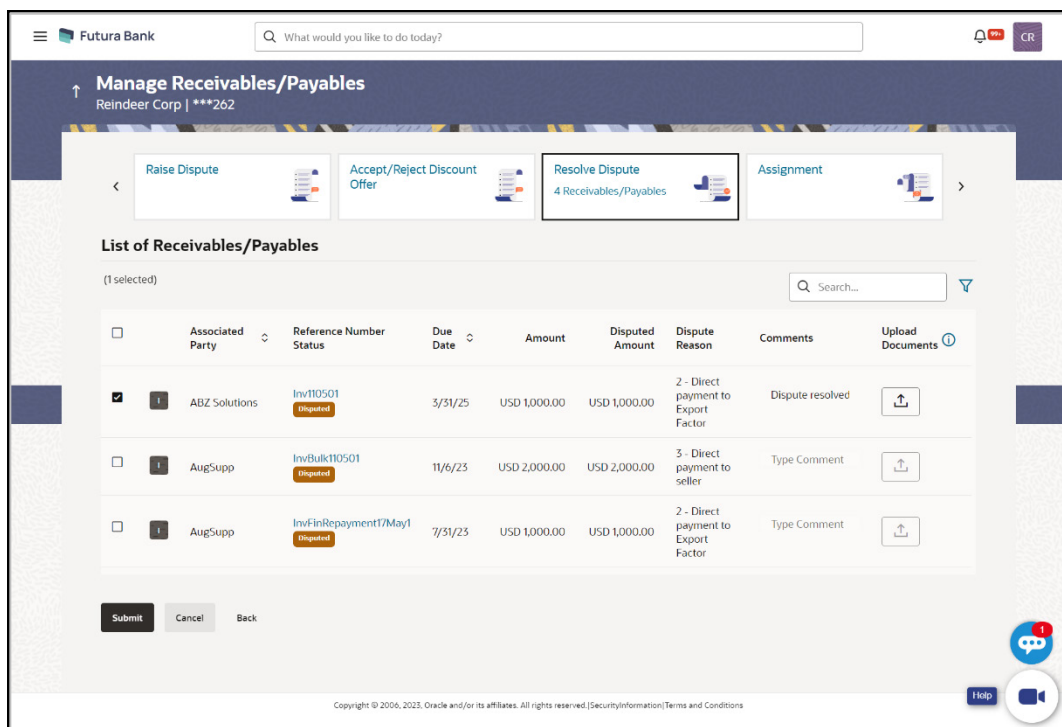 Futura Bank
What would you like to do today?
99+
CR
Manage Receivables/Payables
Reindeer Corp | ***262
Raise Dispute
Accept/Reject Discount
Offer
Resolve Dispute
4 Receivables/Payables
Assignment
List of Receivables/Payables
(1 selected)
Search...
Associated
Party
Reference Number
Status
Due
Date
Amount
Disputed
Amount
Dispute
Reason
Comments
Upload
Documents
I
ABZ Solutions
Inv110501
Disputed
3/31/25
USD 1,000.00
USD 1,000.00
2 - Direct
payment to
Export
Factor
Dispute resolved
I
AugSupp
InvBulk110501
Disputed
11/6/23
USD 2,000.00
USD 2,000.00
3 - Direct
payment to
seller
Type Comment
I
AugSupp
InvFinRepayment17May1
Disputed
7/31/23
USD 1,000.00
USD 1,000.00
2 - Direct
payment to
Export
Factor
Type Comment
Submit
Cancel
Back
1
Help
Copyright © 2006, 2023, Oracle and/or its affiliates. All rights reserved.|SecurityInformation|Terms and Conditions